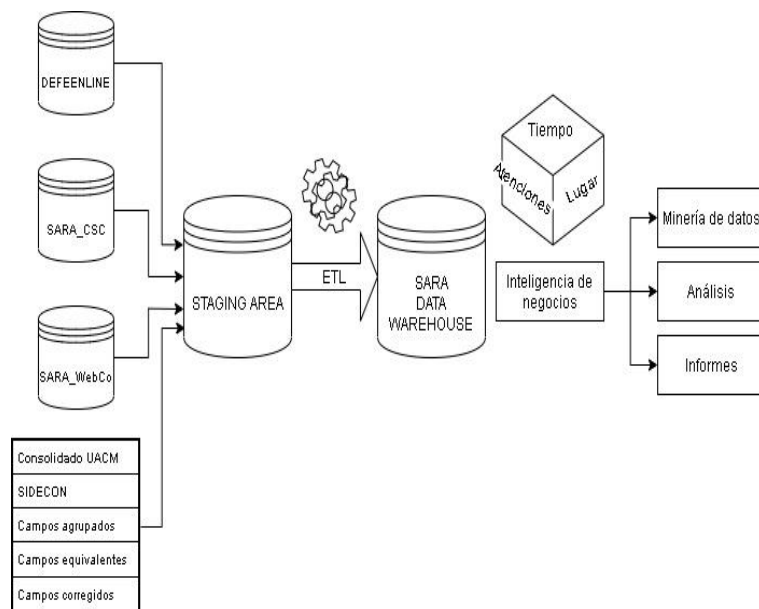 DEFEENLINE
SARA_CSC
SARA_WebCo
Consolidado UACM
SIDECON
Campos agrupados
Campos equivalentes
Campos corregidos
STAGING AREA
ETL
SARA
DATA
WAREHOUSE
Tiempo
Atenciones
Lugar
Inteligencia de
negocios
Minería de datos
Análisis
Informes